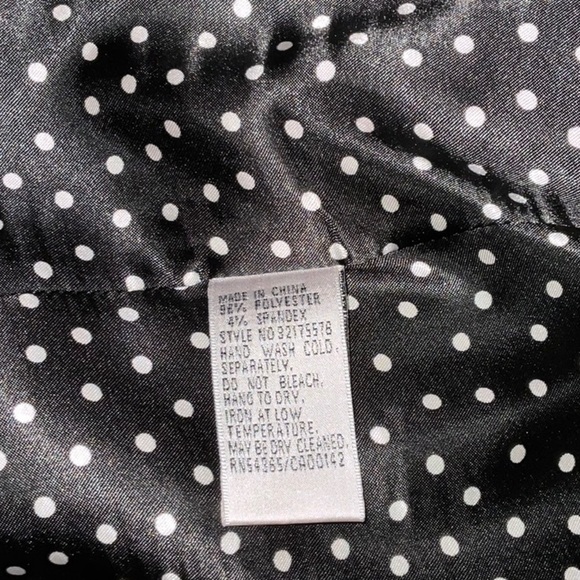 MADE IN CHINA
96% POLYESTER
4% SPANDEX
STYLE NO 32175578
HAND WASH COLD,
SEPARATELY.
DO NOT BLEACH.
HANG TO DRY.
IRON AT LOW
TEMPERATURE.
MAY BE DRY CLEANED.
RN54365/CA00142